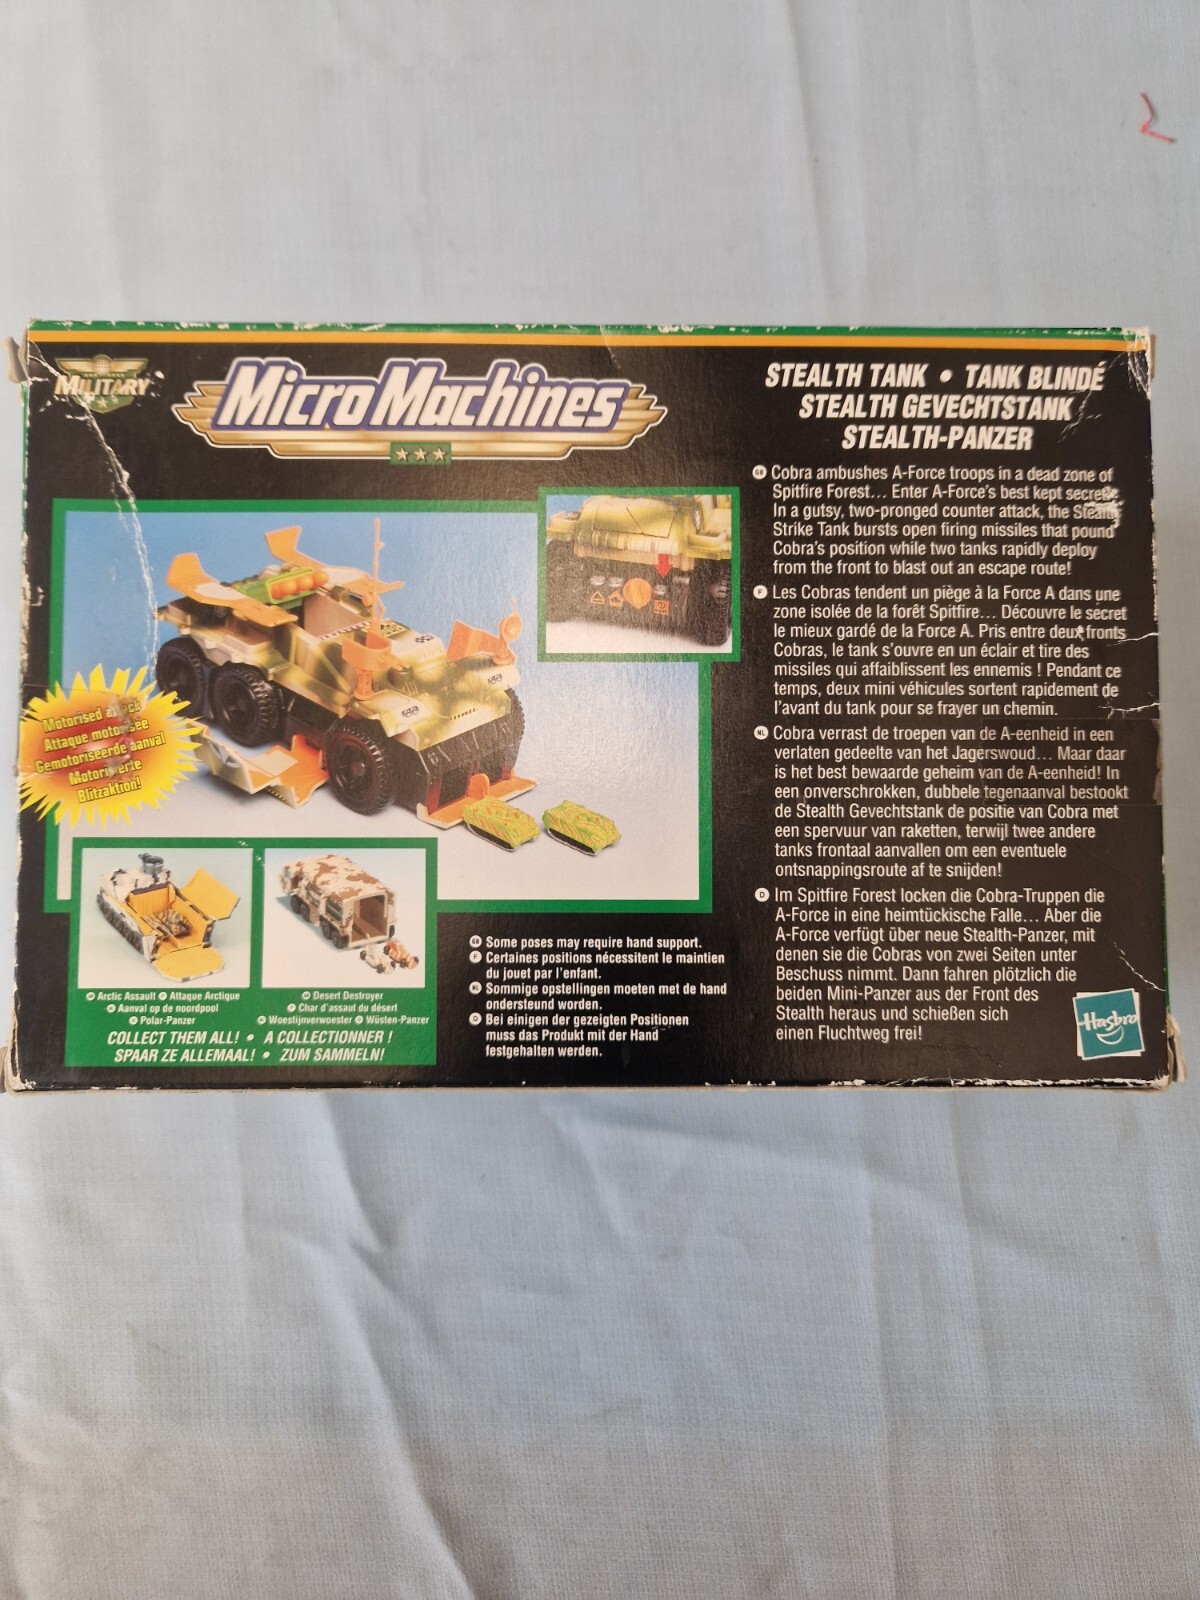 MILITARY
MicroMachines
STEALTH TANK • TANK BLINDÉ
STEALTH GEVECHTSTANK
STEALTH-PANZER
GB Cobra ambushes A-Force troops in a dead zone of
Spitfire Forest... Enter A-Force's best kept
In a gutsy, two-pronged counter attack, the
Strike Tank bursts open firing missiles that pound
Cobra's position while two tanks rapidly deploy
from the front to blast out an escape route!
F Les Cobras tendent un piège à la Force A dans une
zone isolée de la forêt Spitfire... Découvre le secret
le mieux gardé de la Force A. Pris entre deux fronts
Cobras, le tank s'ouvre en un éclair et tire des
missiles qui affaiblissent les ennemis ! Pendant ce
temps, deux mini véhicules sortent rapidement de
l'avant du tank pour se frayer un chemin.
NL Cobra verrast de troepen van de A-eenheid in een
verlaten gedeelte van het Jagerswoud... Maar daar
is het best bewaarde geheim van de A-eenheid! In
een onverschrokken, dubbele tegenaanval bestookt
de Stealth Gevechtstank de positie van Cobra met
een spervuur van raketten, terwijl twee andere
tanks frontaal aanvallen om een eventuele
ontsnappingsroute af te snijden!
D Im Spitfire Forest locken die Cobra-Truppen die
A-Force in eine heimtückische Falle... Aber die
A-Force verfügt über neue Stealth-Panzer, mit
denen sie die Cobras von zwei Seiten unter
Beschuss nimmt. Dann fahren plötzlich die
beiden Mini-Panzer aus der Front des
Stealth heraus und schießen sich
einen Fluchtweg frei!
Hasbro
Motorised
Attaque
Gemotoriseerde aanval
Blitzaktion!
GB Arctic Assault F Attaque Arctique
NL Aanval op de noordpool
D Polar-Panzer
GB Desert Destroyer
F Char d'assaut du désert
NL Woestijnverwoester D Wüsten-Panzer
COLLECT THEM ALL! • A COLLECTIONNER !
SPAAR ZE ALLEMAAL! • ZUM SAMMELN!
GB Some poses may require hand support.
F Certaines positions nécessitent le maintien
du jouet par l'enfant.
NL Sommige opstellingen moeten met de hand
ondersteund worden.
D Bei einigen der gezeigten Positionen
muss das Produkt mit der Hand
festgehalten werden.